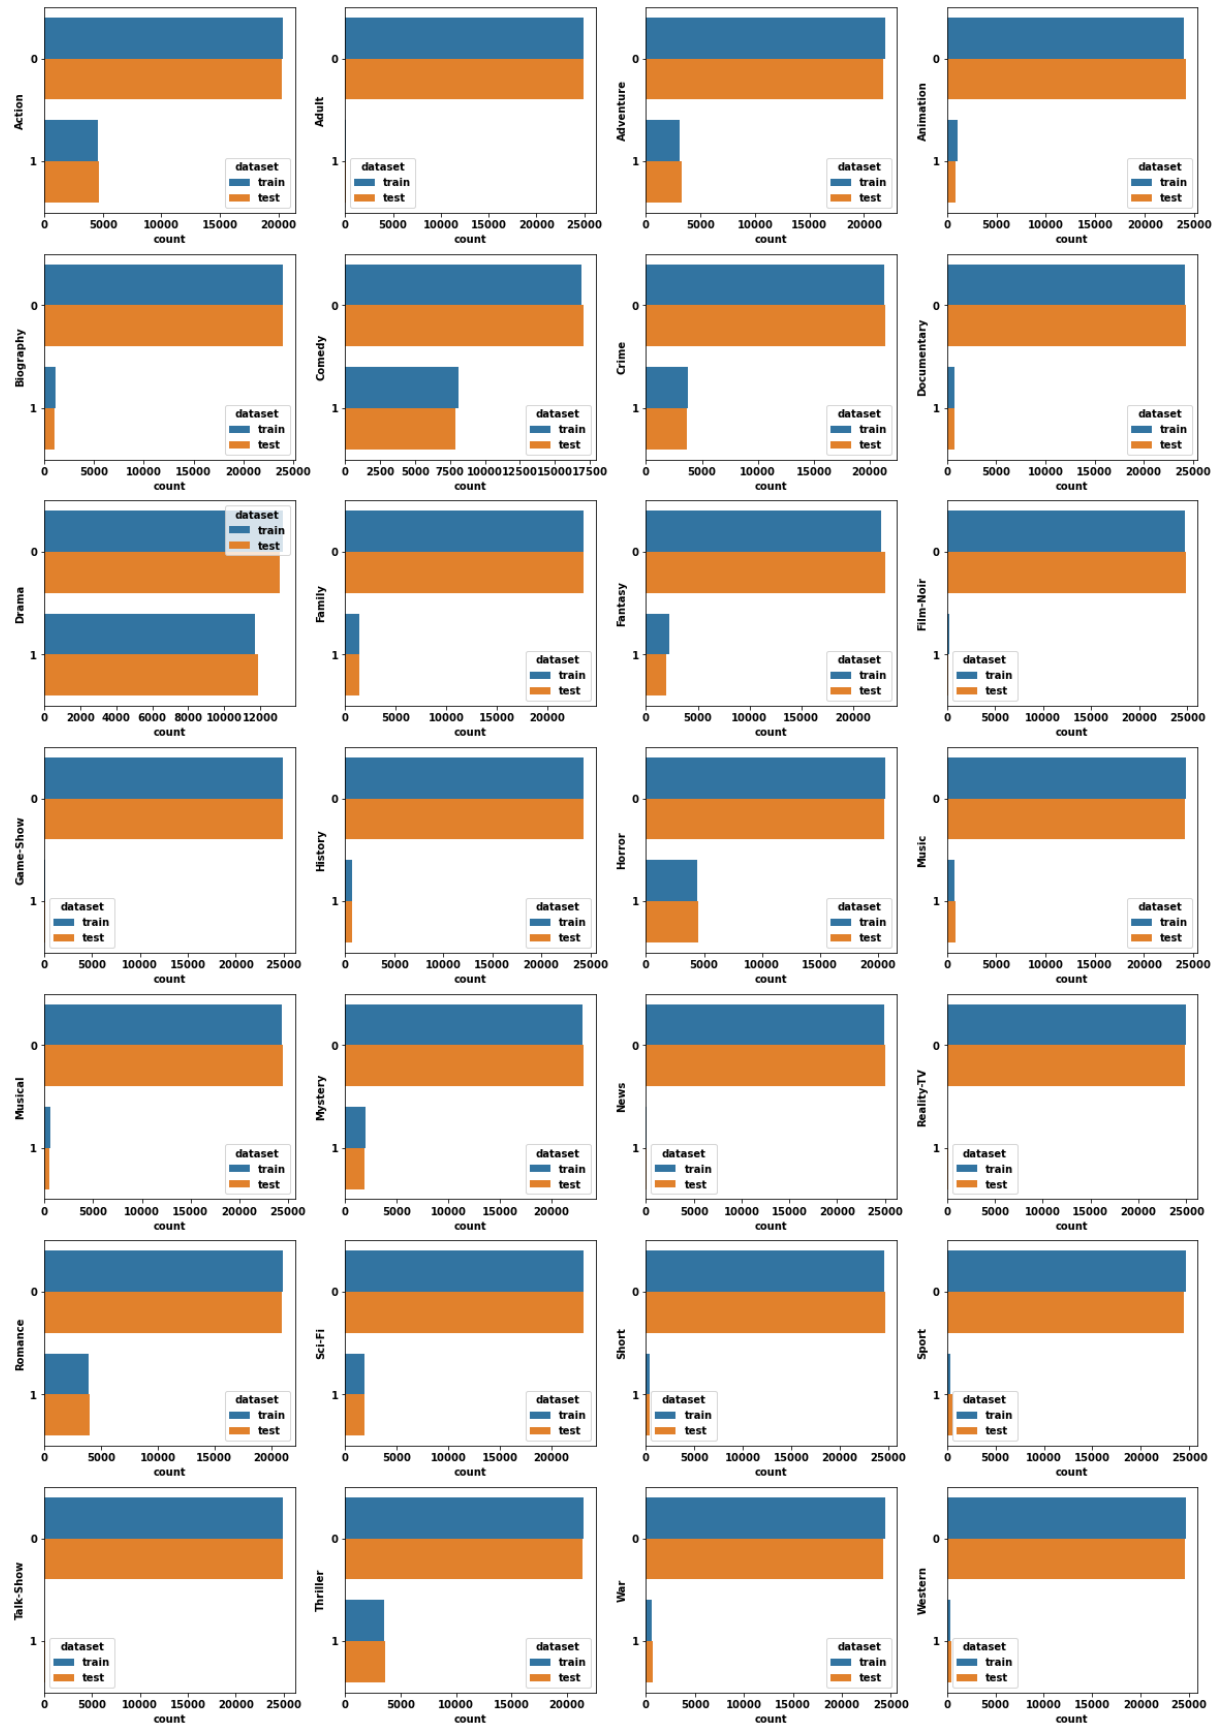 Action
0
1
dataset
train
test
0 5000 10000 15000 20000
count
Adult
0
1
dataset
train
test
0 5000 10000 15000 20000 25000
count
Adventure
0
1
dataset
train
test
0 5000 10000 15000 20000
count
Animation
0
1
dataset
train
test
0 5000 10000 15000 20000 25000
count
Biography
0
1
dataset
train
test
0 5000 10000 15000 20000 25000
count
Comedy
0
1
dataset
train
test
0 2500 5000 7500 10000 12500 15000 17500
count
Crime
0
1
dataset
train
test
0 5000 10000 15000 20000
count
Documentary
0
1
dataset
train
test
0 5000 10000 15000 20000 25000
count
Drama
0
1
dataset
train
test
0 2000 4000 6000 8000 10000 12000
count
Family
0
1
dataset
train
test
0 5000 10000 15000 20000
count
Fantasy
0
1
dataset
train
test
0 5000 10000 15000 20000
count
Film-Noir
0
1
dataset
train
test
0 5000 10000 15000 20000 25000
count
Game-Show
0
1
dataset
train
test
0 5000 10000 15000 20000 25000
count
History
0
1
dataset
train
test
0 5000 10000 15000 20000 25000
count
Horror
0
1
dataset
train
test
0 5000 10000 15000 20000
count
Music
0
1
dataset
train
test
0 5000 10000 15000 20000 25000
count
Musical
0
1
dataset
train
test
0 5000 10000 15000 20000 25000
count
Mystery
0
1
dataset
train
test
0 5000 10000 15000 20000
count
News
0
1
dataset
train
test
0 5000 10000 15000 20000 25000
count
Reality-TV
0
1
dataset
train
test
0 5000 10000 15000 20000 25000
count
Romance
0
1
dataset
train
test
0 5000 10000 15000 20000
count
Sci-Fi
0
1
dataset
train
test
0 5000 10000 15000 20000
count
Short
0
1
dataset
train
test
0 5000 10000 15000 20000 25000
count
Sport
0
1
dataset
train
test
0 5000 10000 15000 20000 25000
count
Talk-Show
0
1
dataset
train
test
0 5000 10000 15000 20000 25000
count
Thriller
0
1
dataset
train
test
0 5000 10000 15000 20000
count
War
0
1
dataset
train
test
0 5000 10000 15000 20000 25000
count
Western
0
1
dataset
train
test
0 5000 10000 15000 20000 25000
count